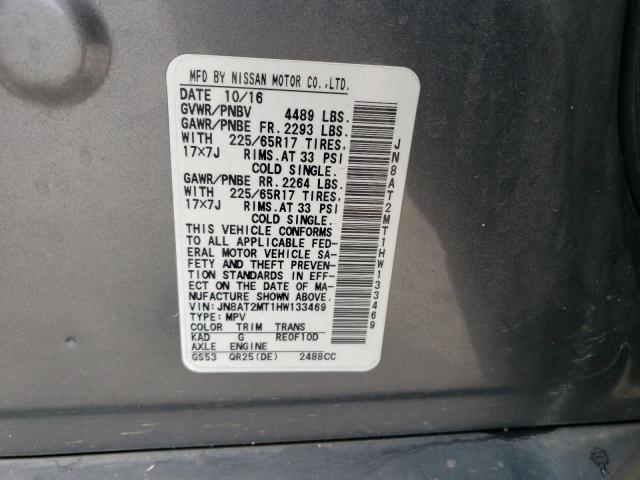 MFD BY NISSAN MOTOR CO.,LTD.
DATE 10/16
GVWR/PNBV 4489 LBS.
GAWR/PNBE FR. 2293 LBS.
WITH 225/65R17 TIRES.
17×7J RIMS.AT 33 PSI
COLD SINGLE.
GAWR/PNBE RR. 2264 LBS.
WITH 225/65R17 TIRES.
17×7J RIMS.AT 33 PSI
COLD SINGLE.
THIS VEHICLE CONFORMS
TO ALL APPLICABLE FED-
ERAL MOTOR VEHICLE SA-
FETY AND THEFT PREVEN-
TION STANDARDS IN EFF-
ECT ON THE DATE OF MA-
NUFACTURE SHOWN ABOVE.
VIN:JN8AT2MT1HW133469
TYPE:MPV
COLOR TRIM TRANS
KAD G RE0F10D
AXLE ENGINE
GS53 QR25(DE) 2488CC
JN8AT2MT1HW133469